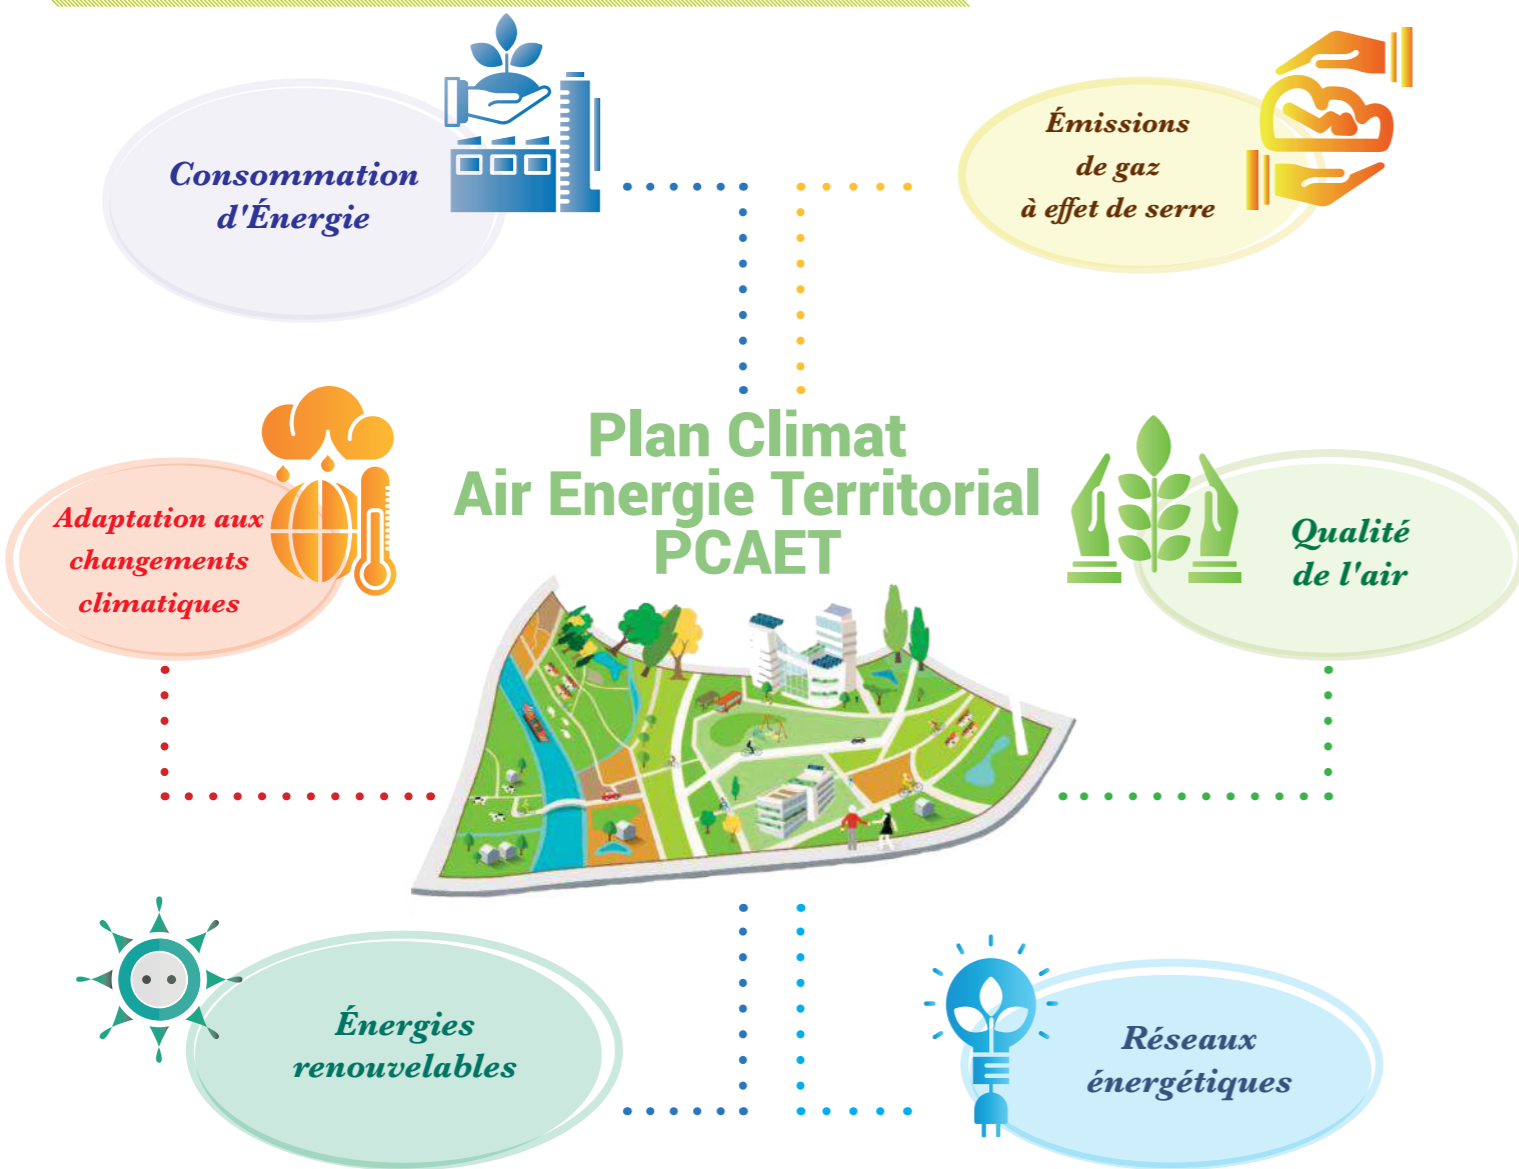 Consommation
d'Énergie
Émissions
de gaz
à effet de serre
Plan Climat
Air Energie Territorial
PCAET
Adaptation aux
changements
climatiques
Qualité
de l'air
Énergies
renouvelables
Réseaux
énergétiques